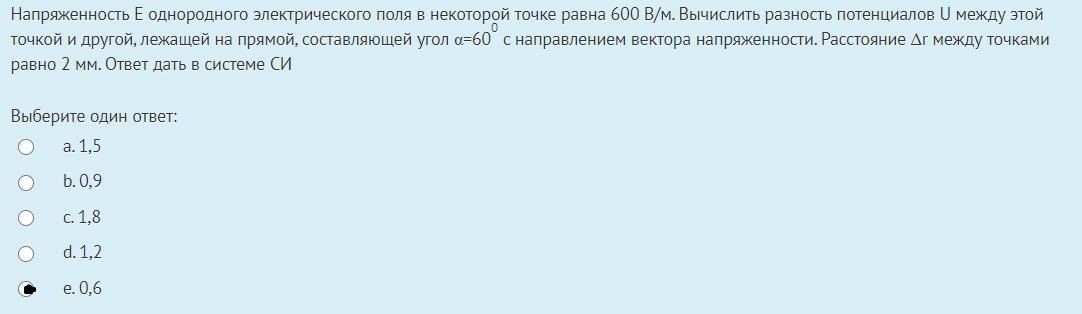 Напряженность E однородного электрического поля в некоторой точке равна 600 В/м. Вычислить разность потенциалов U между этой
точкой и другой, лежащей на прямой, составляющей угол α=60⁰ с направлением вектора напряженности. Расстояние Δr между точками
равно 2 мм. Ответ дать в системе СИ
Выберите один ответ:
a. 1,5
b. 0,9
c. 1,8
d. 1,2
e. 0,6